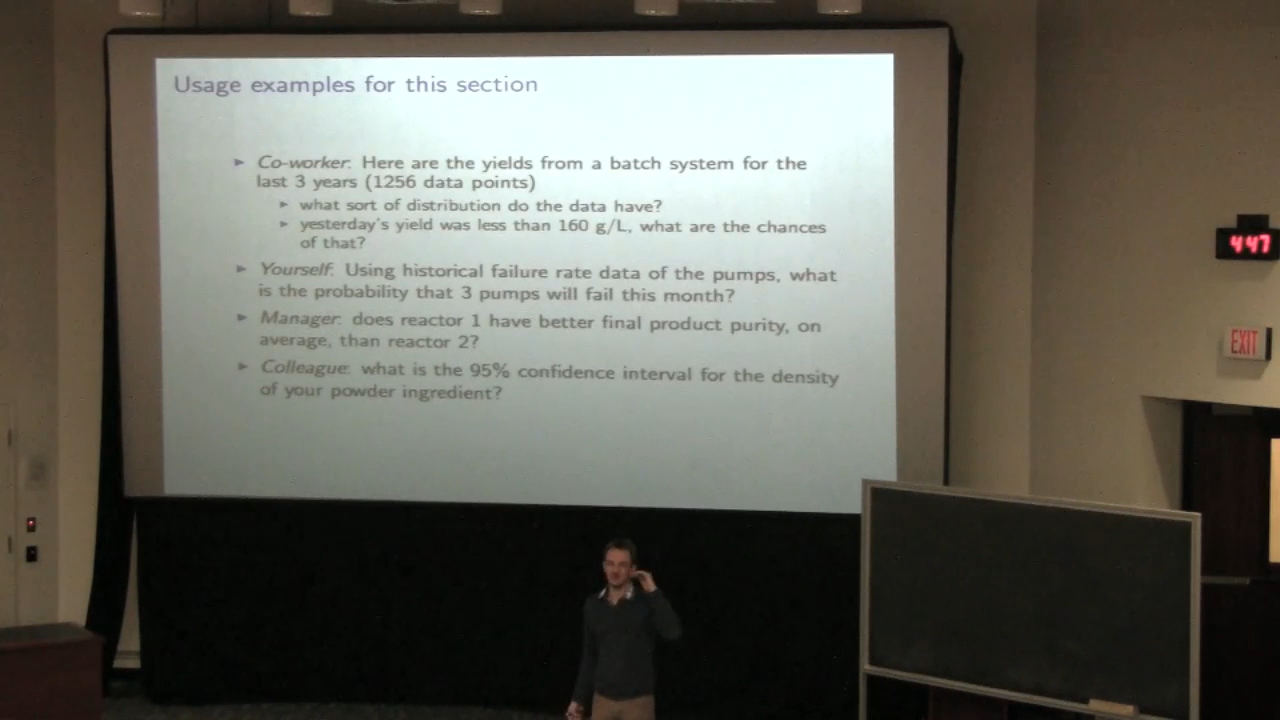 Usage examples for this section
► Co-worker: Here are the yields from a batch system for the
last 3 years (1256 data points)
► what sort of distribution do the data have?
► yesterday's yield was less than 160 g/L, what are the chances
of that?
► Yourself: Using historical failure rate data of the pumps, what
is the probability that 3 pumps will fail this month?
► Manager: does reactor 1 have better final product purity, on
average, than reactor 2?
► Colleague: what is the 95% confidence interval for the density
of your powder ingredient?
4:47
EXIT